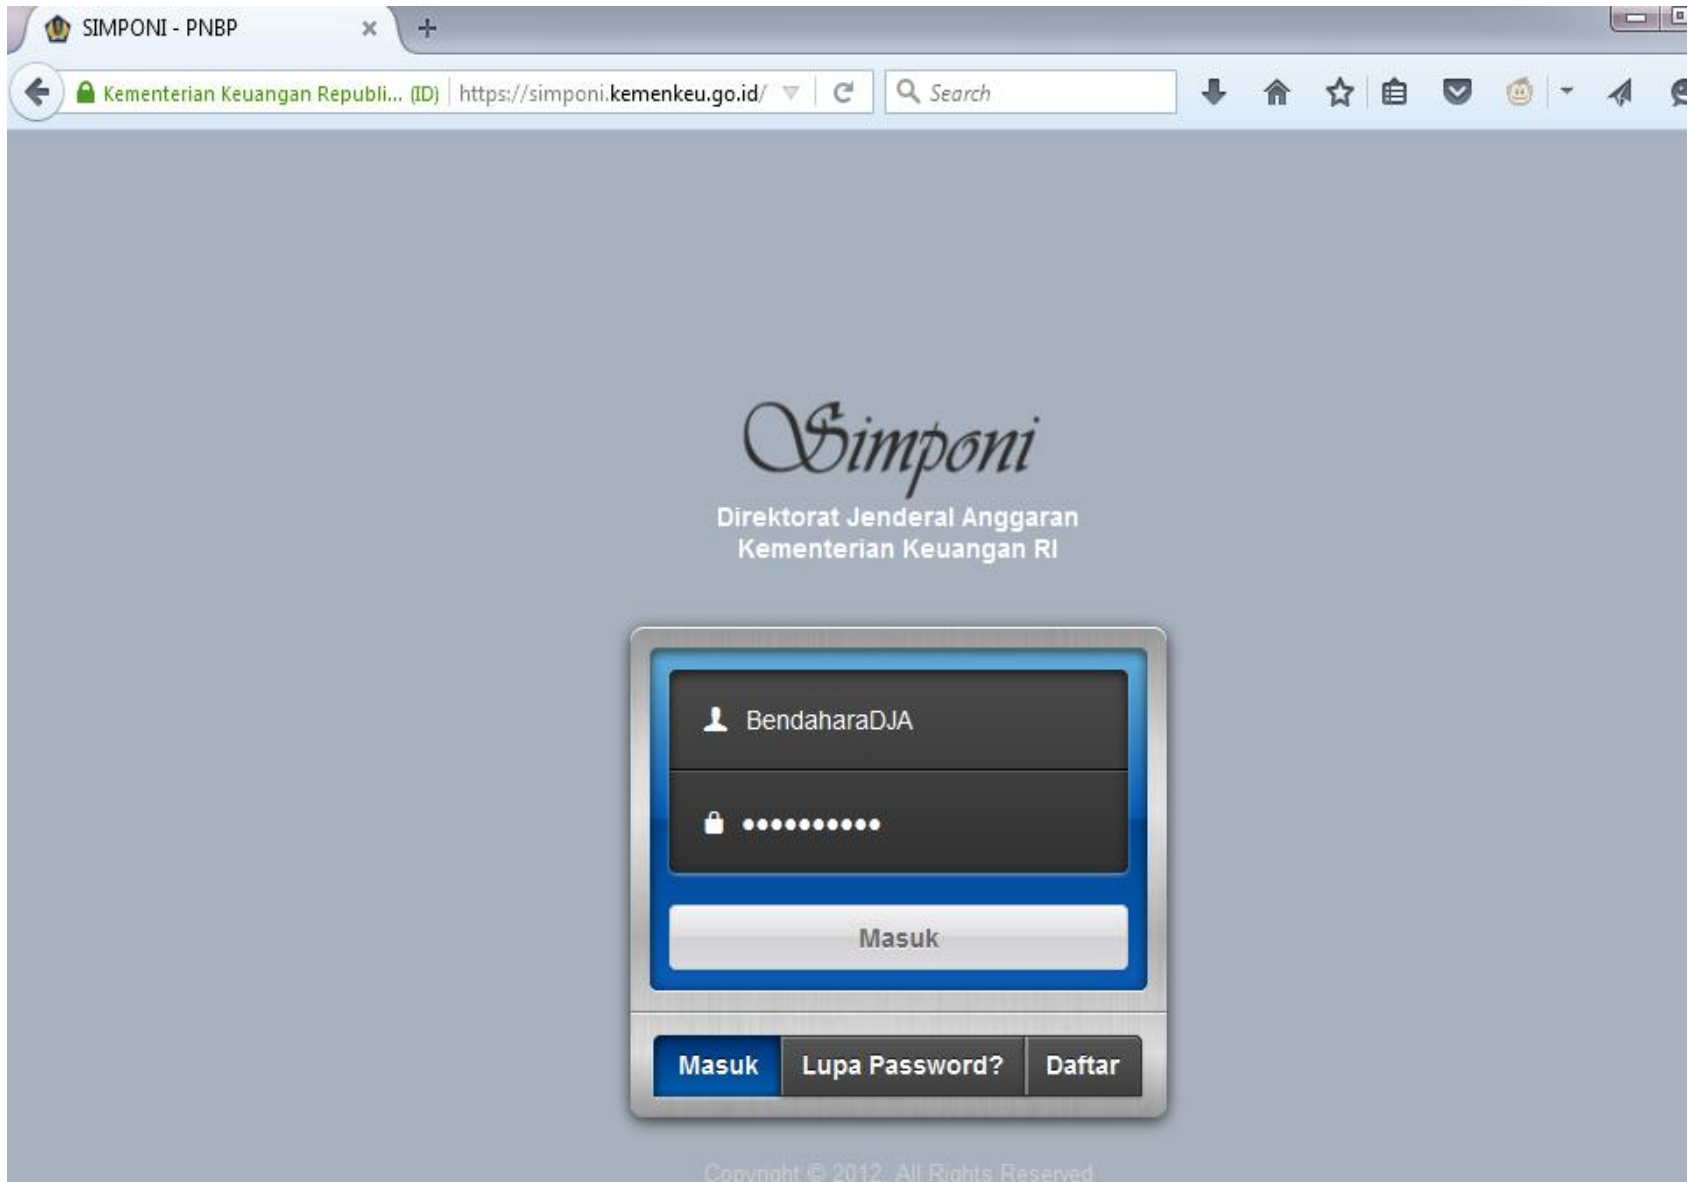 SIMPONI - PNBP
Kementerian Keuangan Republi... (ID) https://simponi.kemenkeu.go.id/ Search
Simponi
Direktorat Jenderal Anggaran
Kementerian Keuangan RI
BendaharaDJA
••••••••••
Masuk
Masuk Lupa Password? Daftar
Copyright © 2012. All Rights Reserved